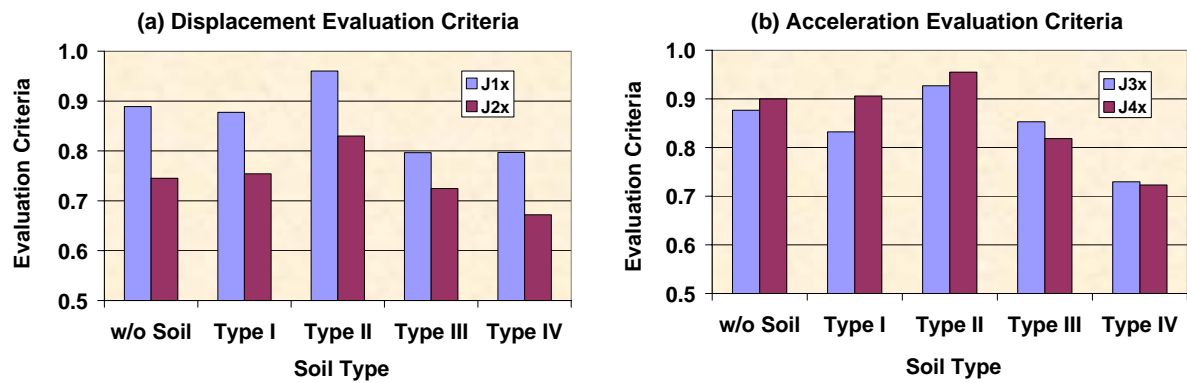 (a) Displacement Evaluation Criteria
Evaluation Criteria
1.0
0.9
0.8
0.7
0.6
0.5
J1x
J2x
w/o Soil Type I Type II Type III Type IV
Soil Type
(b) Acceleration Evaluation Criteria
Evaluation Criteria
1.0
0.9
0.8
0.7
0.6
0.5
J3x
J4x
w/o Soil Type I Type II Type III Type IV
Soil Type